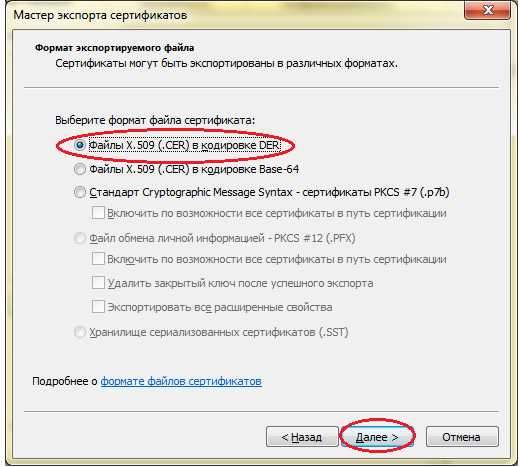 Мастер экспорта сертификатов
Формат экспортируемого файла
Сертификаты могут быть экспортированы в различных форматах.
Выберите формат файла сертификата:
Файлы X.509 (.CER) в кодировке DER
Файлы X.509 (.CER) в кодировке Base-64
Стандарт Cryptographic Message Syntax - сертификаты PKCS #7 (.p7b)
Включить по возможности все сертификаты в путь сертификации
Файл обмена личной информацией - PKCS #12 (.PFX)
Включить по возможности все сертификаты в путь сертификации
Удалить закрытый ключ после успешного экспорта
Экспортировать все расширенные свойства
Хранилище сериализованных сертификатов (.SST)
Подробнее о формате файлов сертификатов
< Назад Далее > Отмена